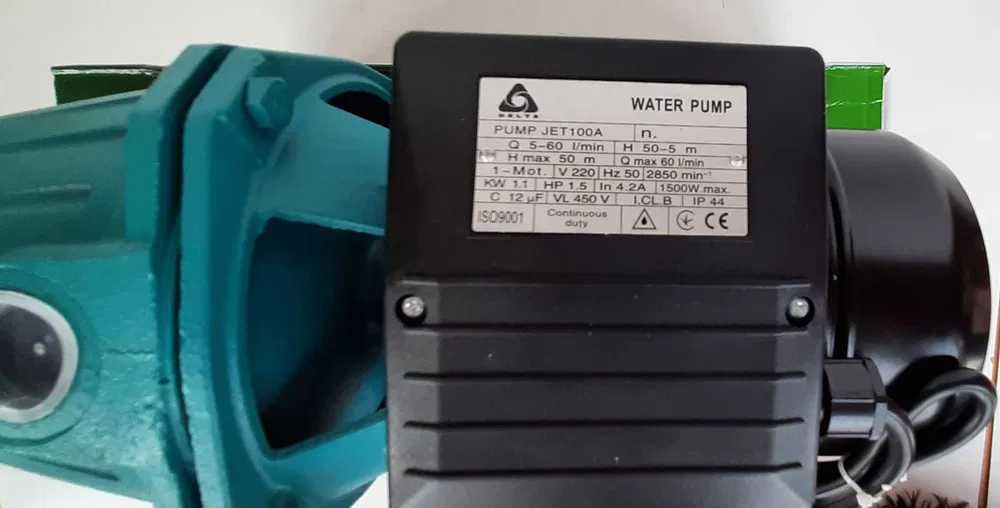 DELTA
WATER PUMP
PUMP JET100A n.
Q 5-60 l/min H 50-5 m
H max 50 m Q max 60 l/min
1-Mot. V 220 Hz 50 2850 min⁻¹
KW 1.1 HP 1.5 In 4.2A 1500W.max.
C 12 µF VL 450 V I.CL.B IP 44
ISO9001 Continuous duty CE